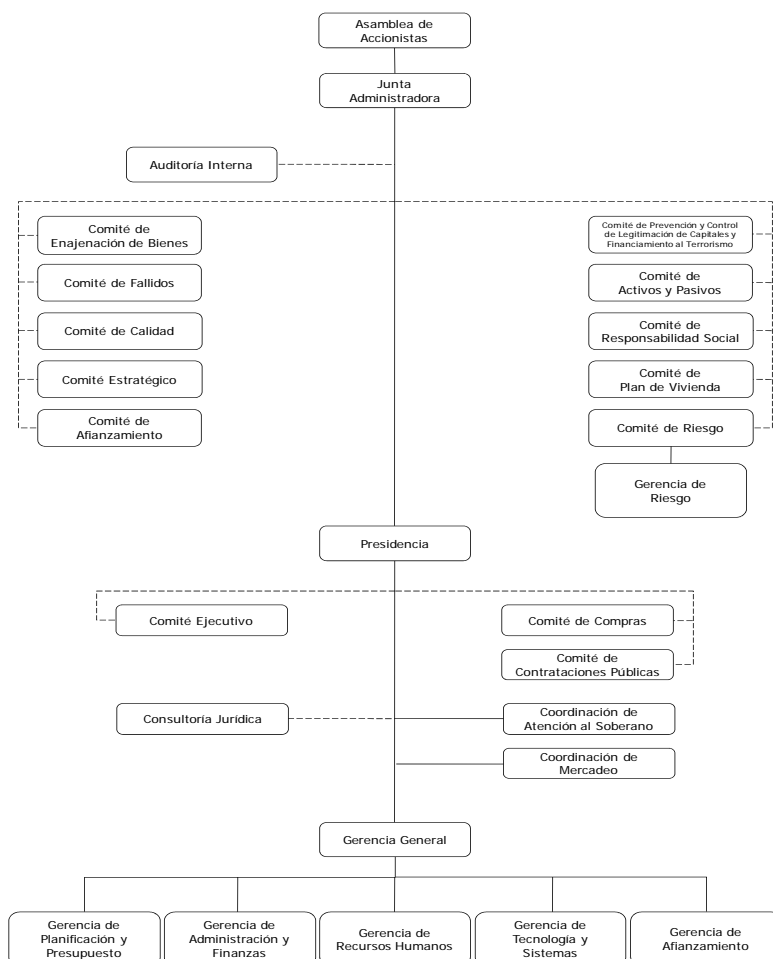 Asamblea de
Accionistas
Junta
Administradora
Auditoría Interna
Comité de
Enajenación de Bienes
Comité de Fallidos
Comité de Calidad
Comité Estratégico
Comité de
Afianzamiento
Comité de Prevención y Control
de Legitimación de Capitales y
Financiamiento al Terrorismo
Comité de
Activos y Pasivos
Comité de
Responsabilidad Social
Comité de
Plan de Vivienda
Comité de Riesgo
Gerencia de
Riesgo
Presidencia
Comité Ejecutivo
Comité de Compras
Comité de
Contrataciones Públicas
Consultoría Jurídica
Coordinación de
Atención al Soberano
Coordinación de
Mercadeo
Gerencia General
Gerencia de
Planificación y
Presupuesto
Gerencia de
Administración y
Finanzas
Gerencia de
Recursos Humanos
Gerencia de
Tecnología y
Sistemas
Gerencia de
Afianzamiento